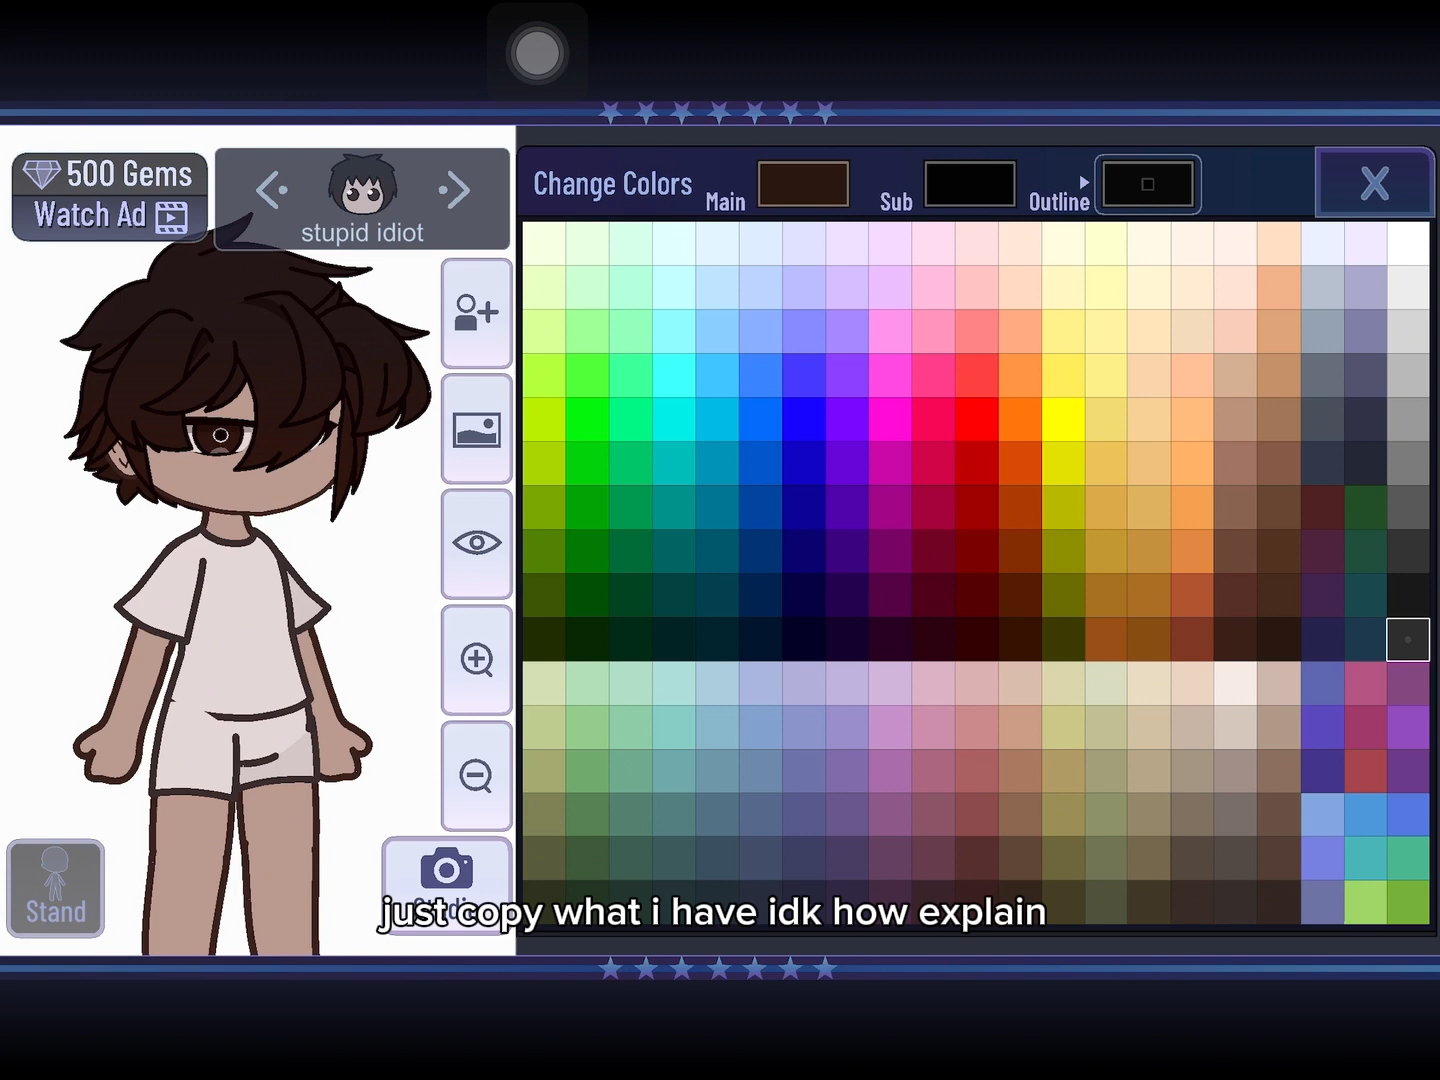 500 Gems
Watch Ad
stupid idiot
Change Colors
Main
Sub
Outline
X
Stand
just copy what i have idk how explain